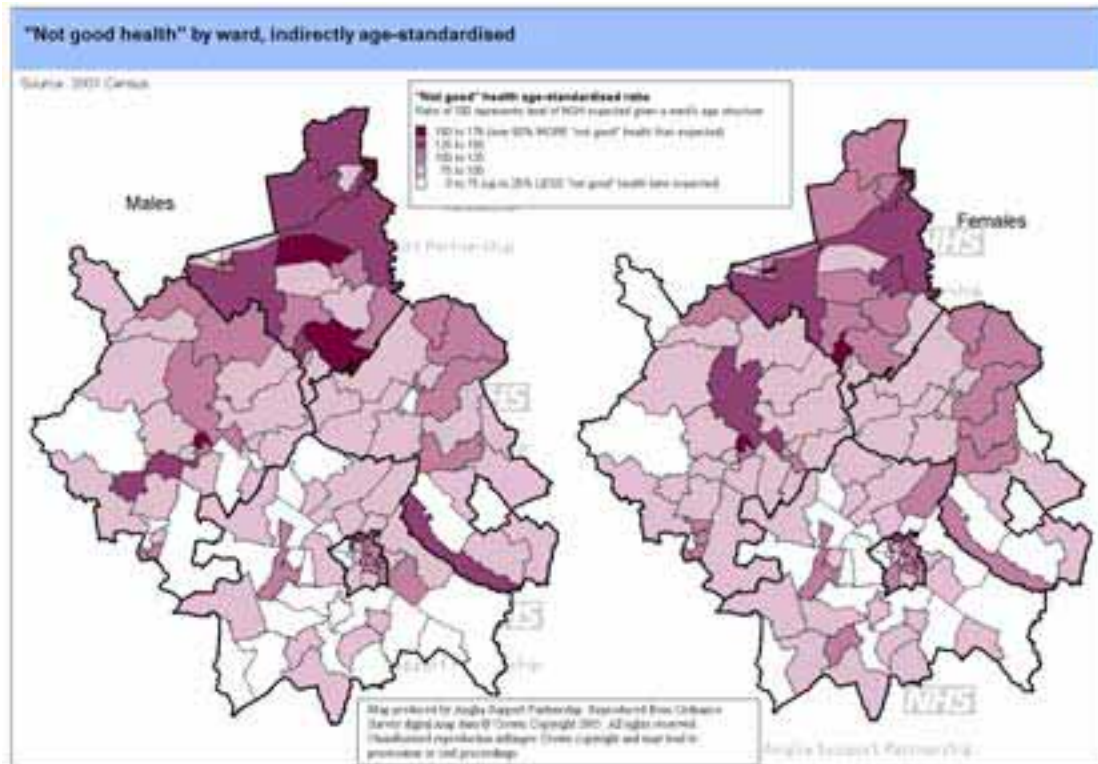 "Not good health" by ward, indirectly age-standardised
Source: 2001 Census
"Not good" health age-standardised ratio
Ratio of 100 represents level of NGH expected given a ward's age structure
150 to 175 (over 50% MORE "not good" health than expected)
125 to 150
100 to 125
75 to 100
0 to 75 (up to 25% LESS "not good" health than expected)
Males
Females
NHS
Partnership
NHS
NHS
Support Partnership
NHS
Map produced by Anglia Support Partnership. Reproduced from Ordnance
Survey digital map data © Crown Copyright 2003. All rights reserved.
Unauthorised reproduction infringes Crown copyright and may lead to
prosecution or civil proceedings.
Anglia Support Partnership